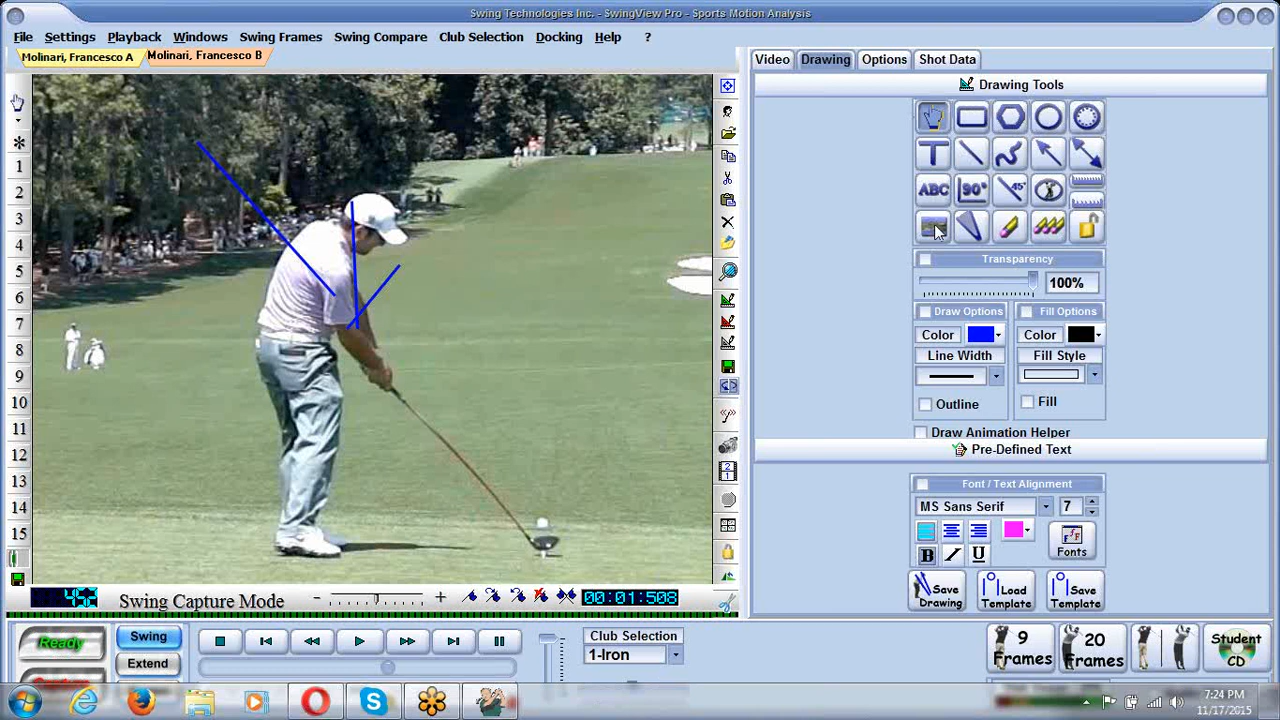 Swing Technologies Inc. - SwingView Pro - Sports Motion Analysis
File Settings Playback Windows Swing Frames Swing Compare Club Selection Docking Help ?
Molinari, Francesco A Molinari, Francesco B
Video Drawing Options Shot Data
Drawing Tools
T
ABC 90° 45°
Transparency
100%
Draw Options Fill Options
Color Color
Line Width Fill Style
Outline Fill
Draw Animation Helper
Pre-Defined Text
Font / Text Alignment
MS Sans Serif 7
B I U Fonts
Save Drawing Load Template Save Template
1
2
3
4
5
6
7
8
9
10
11
12
13
14
15
Swing Capture Mode - + 00:01:508
Ready Swing
Extend
Club Selection
1-Iron
9 Frames 20 Frames Student CD
7:24 PM
11/17/2015